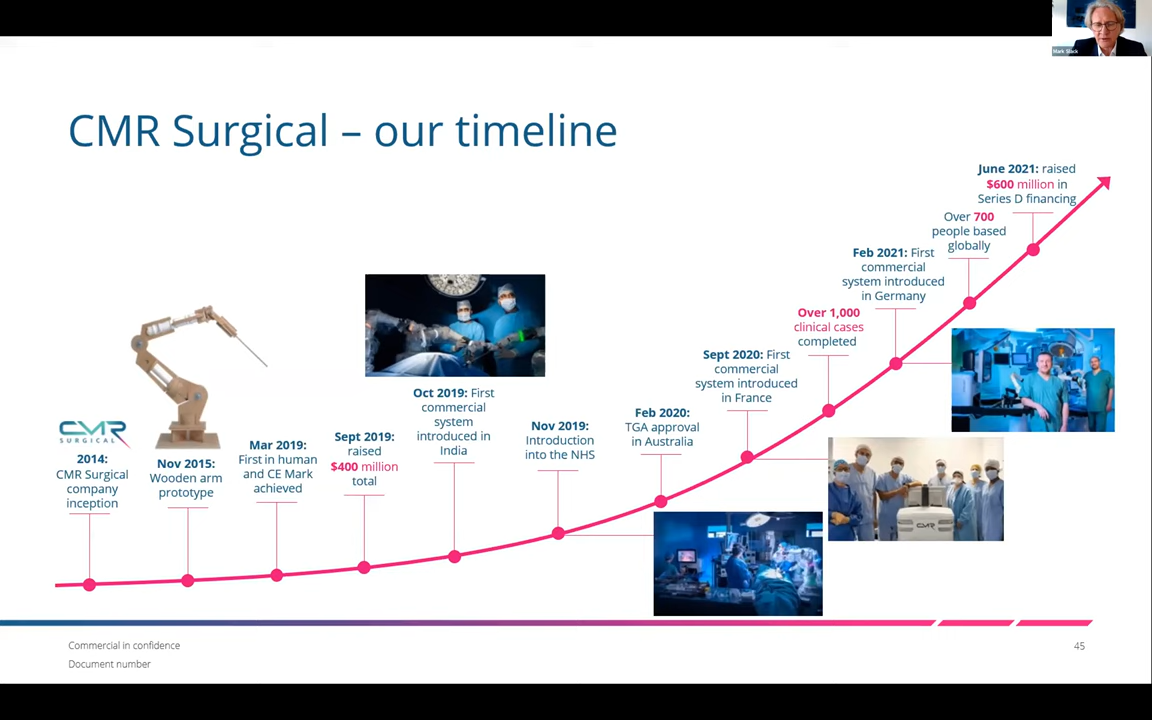 Mark Slack
CMR Surgical – our timeline
CMR
SURGICAL
2014:
CMR Surgical
company
inception
Nov 2015:
Wooden arm
prototype
Mar 2019:
First in human
and CE Mark
achieved
Sept 2019:
raised
$400 million
total
Oct 2019: First
commercial
system
introduced in
India
Nov 2019:
Introduction
into the NHS
Feb 2020:
TGA approval
in Australia
Sept 2020: First
commercial
system introduced
in France
Over 1,000
clinical cases
completed
Feb 2021: First
commercial
system introduced
in Germany
Over 700
people based
globally
June 2021: raised
$600 million in
Series D financing
CMR
Commercial in confidence
Document number
45